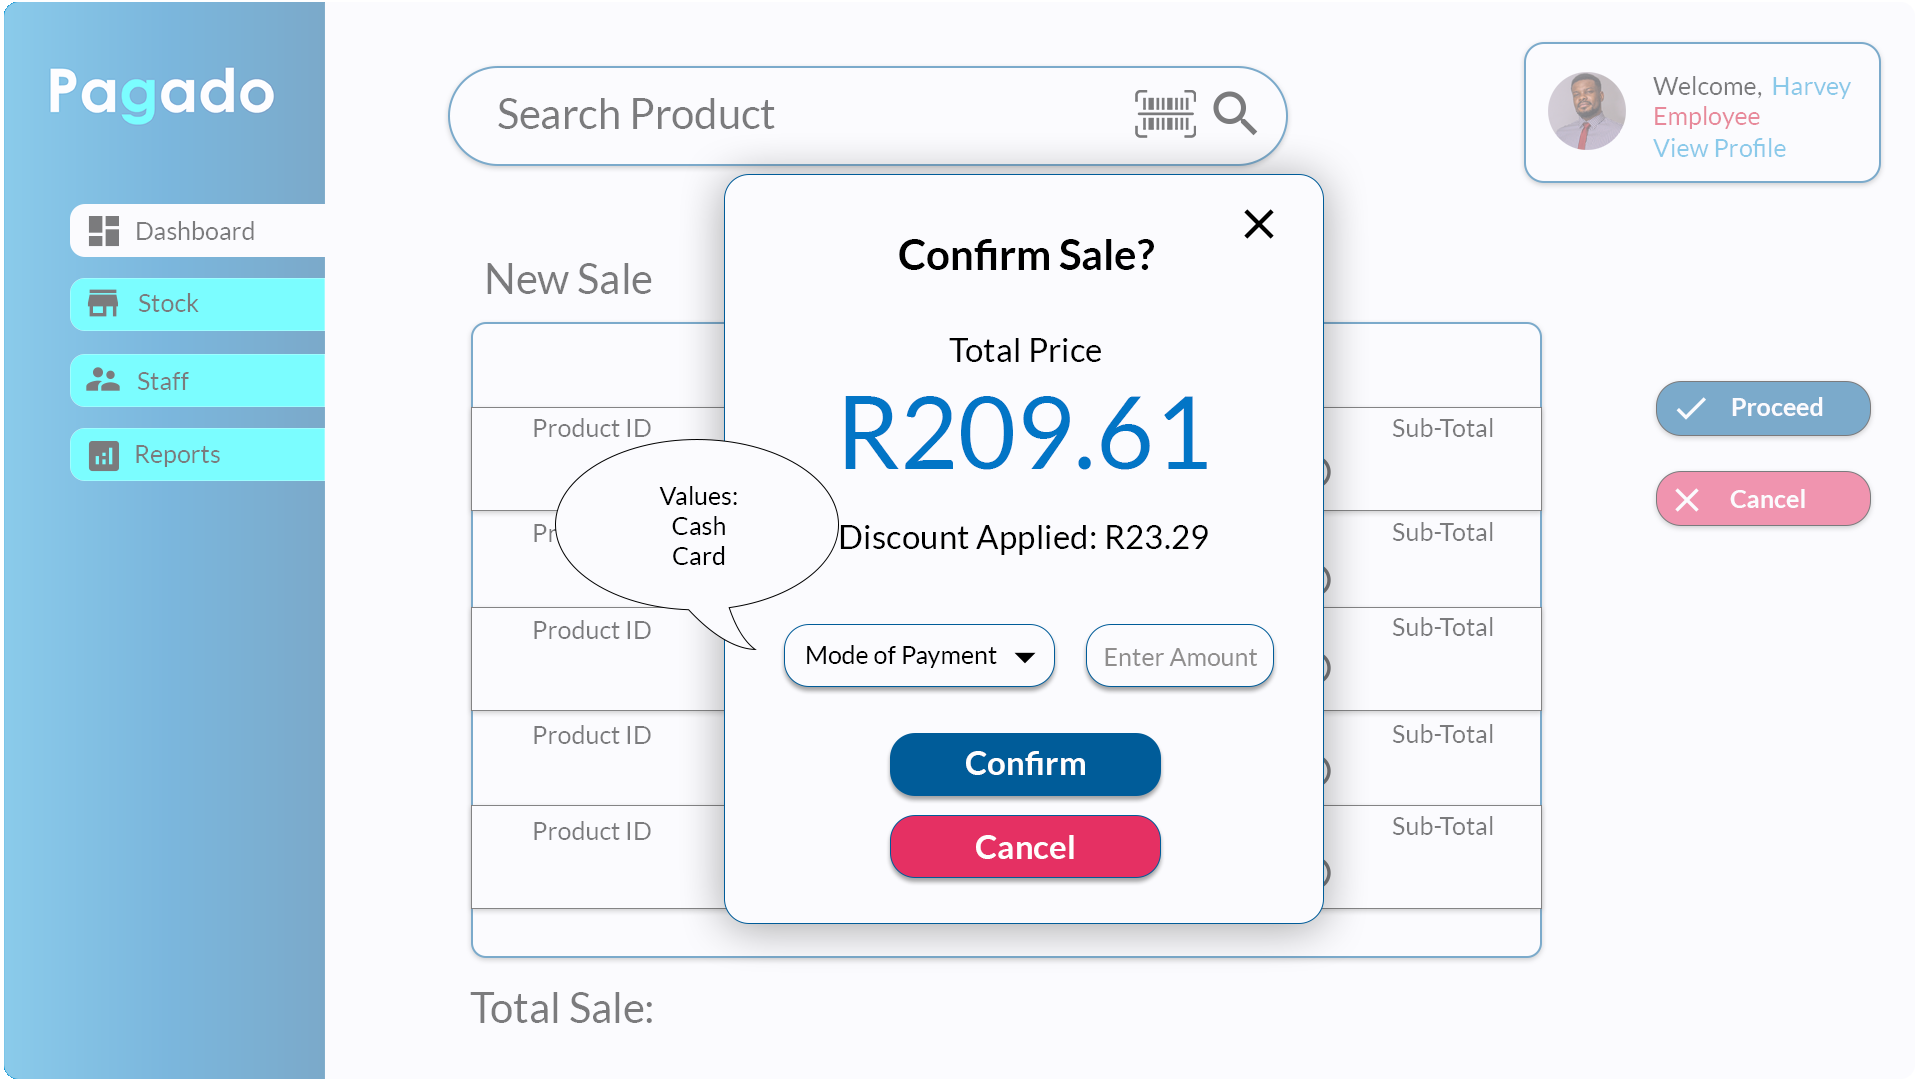 Pagado
Dashboard
Stock
Staff
Reports
Search Product
Welcome, Harvey
Employee
View Profile
New Sale
Product ID
Sub-Total
Pr
Sub-Total
Product ID
Sub-Total
Product ID
Sub-Total
Product ID
Sub-Total
Total Sale:
Proceed
Cancel
Confirm Sale?
Total Price
R209.61
Discount Applied: R23.29
Values:
Cash
Card
Mode of Payment
Enter Amount
Confirm
Cancel